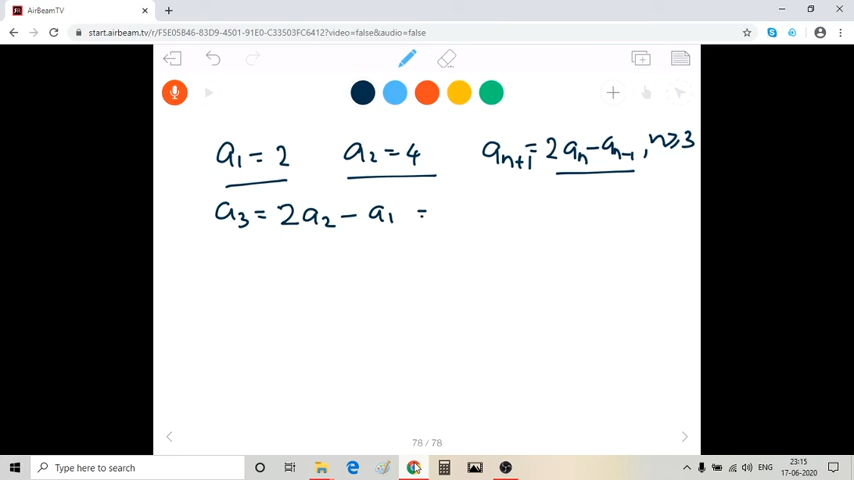 AirBeamTV
start.airbeam.tv/r/F5E05B46-83D9-4501-91E0-C33503FC6412?video=false&audio=false
a₁ = 2 a₂ = 4 aₙ₊₁ = 2aₙ − aₙ₋₁, n ≥ 3
a₃ = 2a₂ − a₁ =
78 / 78
Type here to search
ENG
23:15
17-06-2020